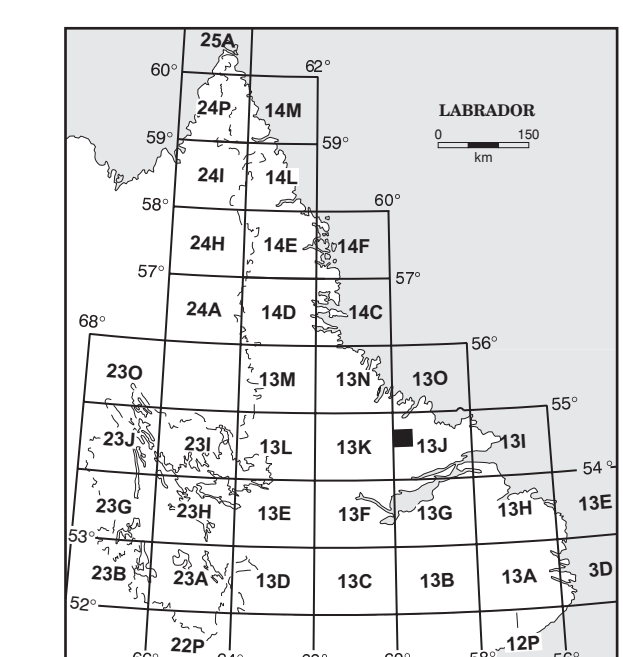 25A
60° 62°
LABRADOR
24P 14M
0 150
km
59° 59°
24I 14L
58° 60°
24H 14E 14F
57° 57°
24A 14D 14C
68°
56°
23O 13M 13N 13O
55°
23J 23I 13L 13K 13J 13I
54°
23G 23H 13E 13F 13G 13H 13E
53°
23B 23A 13D 13C 13B 13A 3D
52°
22P 12P